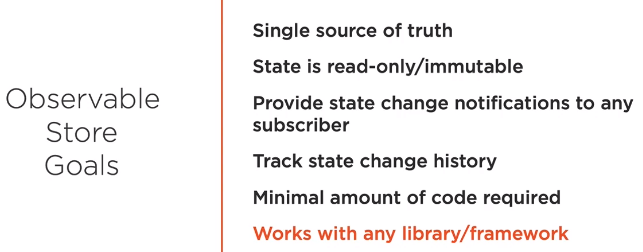 Observable
Store
Goals
Single source of truth
State is read-only/immutable
Provide state change notifications to any
subscriber
Track state change history
Minimal amount of code required
Works with any library/framework